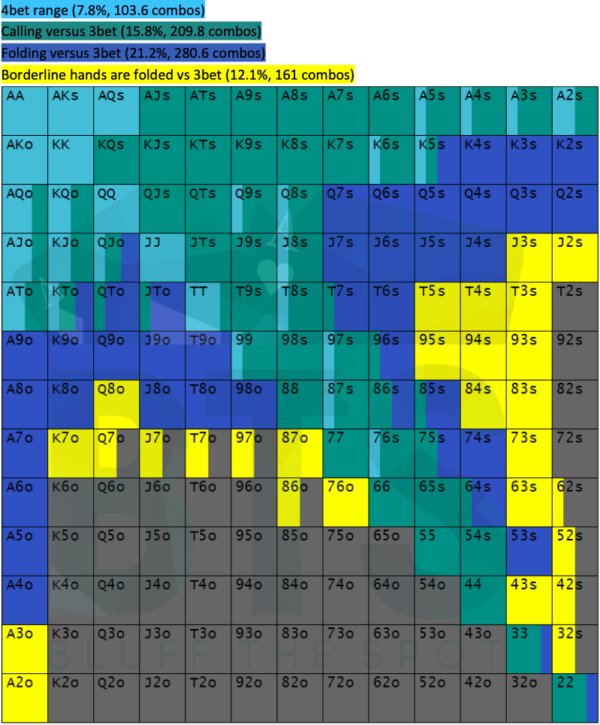 4bet range (7.8%, 103.6 combos)
Calling versus 3bet (15.8%, 209.8 combos)
Folding versus 3bet (21.2%, 280.6 combos)
Borderline hands are folded vs 3bet (12.1%, 161 combos)
AA AKs AQs AJs ATs A9s A8s A7s A6s A5s A4s A3s A2s
AKo KK KQs KJs KTs K9s K8s K7s K6s K5s K4s K3s K2s
AQo KQo QQ QJs QTs Q9s Q8s Q7s Q6s Q5s Q4s Q3s Q2s
AJo KJo QJo JJ JTs J9s J8s J7s J6s J5s J4s J3s J2s
ATo KTo QTo JTo TT T9s T8s T7s T6s T5s T4s T3s T2s
A9o K9o Q9o J9o T9o 99 98s 97s 96s 95s 94s 93s 92s
A8o K8o Q8o J8o T8o 98o 88 87s 86s 85s 84s 83s 82s
A7o K7o Q7o J7o T7o 97o 87o 77 76s 75s 74s 73s 72s
A6o K6o Q6o J6o T6o 96o 86o 76o 66 65s 64s 63s 62s
A5o K5o Q5o J5o T5o 95o 85o 75o 65o 55 54s 53s 52s
A4o K4o Q4o J4o T4o 94o 84o 74o 64o 54o 44 43s 42s
A3o K3o Q3o J3o T3o 93o 83o 73o 63o 53o 43o 33 32s
BLUFF THE SPOT
A2o K2o Q2o J2o T2o 92o 82o 72o 62o 52o 42o 32o 22
BTS